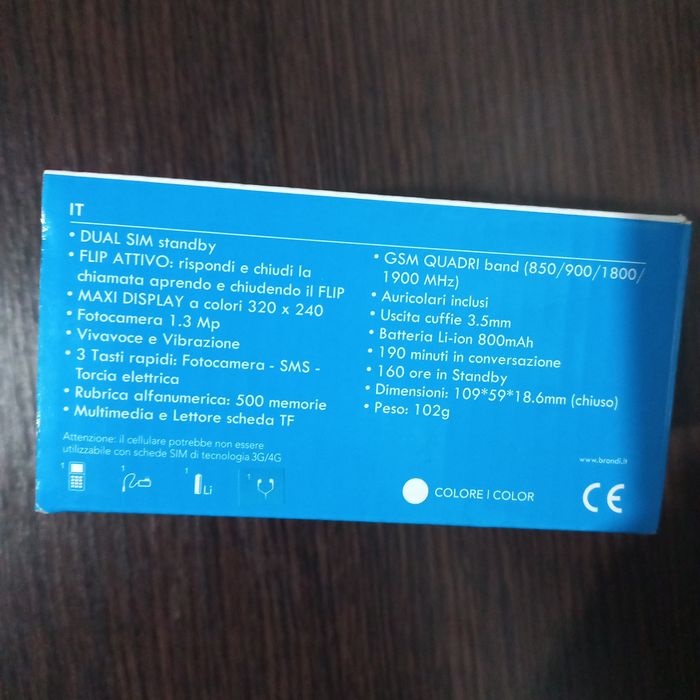 IT
• DUAL SIM standby
• FLIP ATTIVO: rispondi e chiudi la
chiamata aprendo e chiudendo il FLIP
• MAXI DISPLAY a colori 320 x 240
• Fotocamera 1.3 Mp
• Vivavoce e Vibrazione
• 3 Tasti rapidi: Fotocamera - SMS -
Torcia elettrica
• Rubrica alfanumerica: 500 memorie
• Multimedia e Lettore scheda TF
• GSM QUADRI band (850/900/1800/
1900 MHz)
• Auricolari inclusi
• Uscita cuffie 3.5mm
• Batteria Li-ion 800mAh
• 190 minuti in conversazione
• 160 ore in Standby
• Dimensioni: 109*59*18.6mm (chiuso)
• Peso: 102g
Attenzione: il cellulare potrebbe non essere
utilizzabile con schede SIM di tecnologia 3G/4G
1 1 1 Li 1
www.brondi.it
COLORE | COLOR
CE